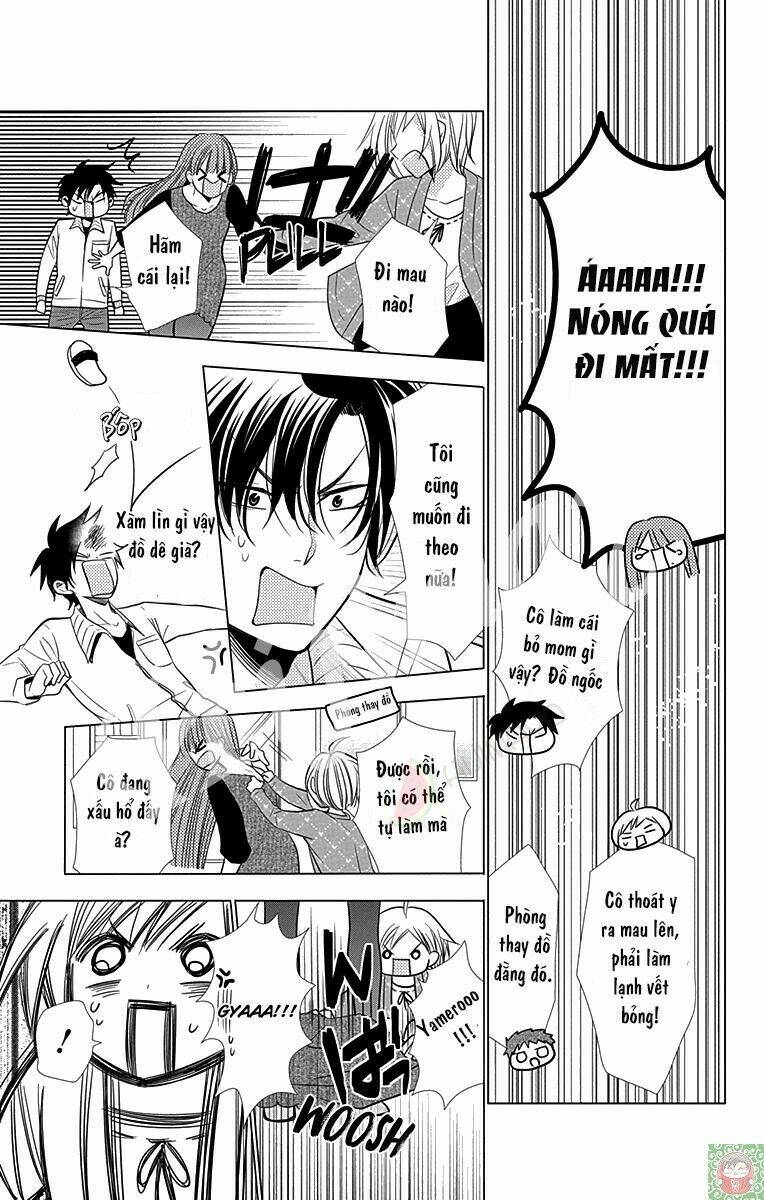 ÁAAAA!!!
NÓNG QUÁ
ĐI MẤT!!!
Cô làm cái
bỏ mom gì
vậy? Đồ ngốc
Cô thoát y
ra mau lên,
phải làm
lạnh vết
bỏng!
Phòng
thay đồ
đằng đó.
Đi mau
nào!
PULL
Hãm
cái lại!
Tôi
cũng
muốn đi
theo
nữa!
BỐP
Xàm lìn gì vậy
đồ dê giã?
Phòng thay đồ
Được rồi,
tôi có thể
tự làm mà
Cô đang
xấu hổ đấy
à?
Yamerooo
!!!
ばっ
WOOSH
GYAAA!!!
!